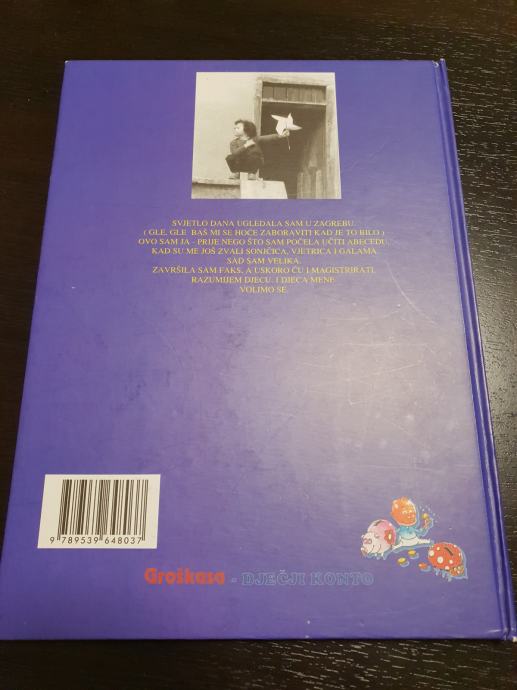 SVJETLO DANA UGLEDALA SAM U ZAGREBU.
( GLE, GLE BAŠ MI SE HOĆE ZABORAVITI KAD JE TO BILO )
OVO SAM JA - PRIJE NEGO ŠTO SAM POČELA UČITI ABECEDU.
KAD SU ME JOŠ ZVALI SONJČICA, VJETRICA I GALAMA.
SAD SAM VELIKA.
ZAVRŠILA SAM FAKS, A USKORO ĆU I MAGISTRIRATI.
RAZUMIJEM DJECU. I DJECA MENE.
VOLIMO SE.
9 789539 648037
Groškasa - DJEČJI KONTO